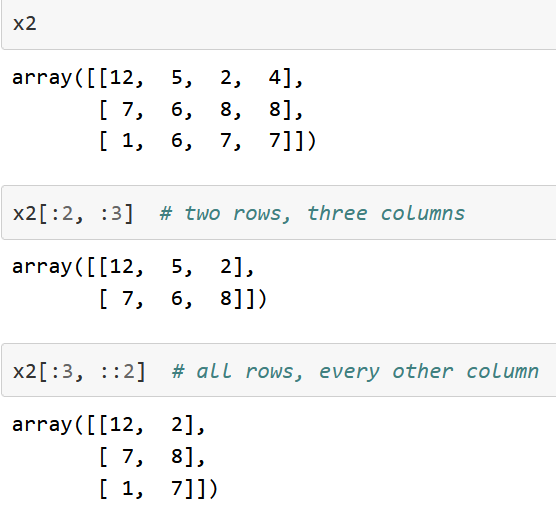 x2
array([[12,  5,  2,  4],
       [ 7,  6,  8,  8],
       [ 1,  6,  7,  7]])
x2[:2, :3]  # two rows, three columns
array([[12,  5,  2],
       [ 7,  6,  8]])
x2[:3, ::2]  # all rows, every other column
array([[12,  2],
       [ 7,  8],
       [ 1,  7]])